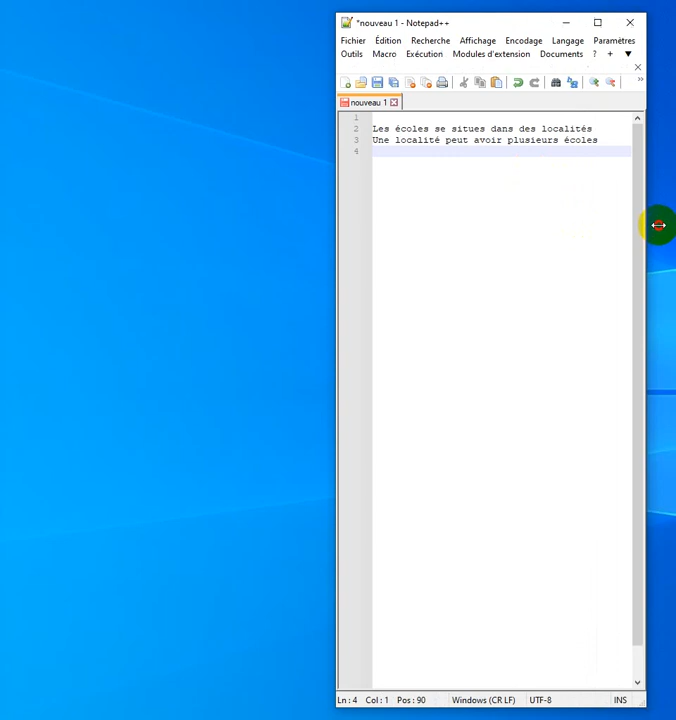 *nouveau 1 - Notepad++
Fichier Édition Recherche Affichage Encodage Langage Paramètres
Outils Macro Exécution Modules d'extension Documents ? + ▼
nouveau 1
1
2 Les écoles se situes dans des localités
3 Une localité peut avoir plusieurs écoles
4
Ln : 4 Col : 1 Pos : 90 Windows (CR LF) UTF-8 INS